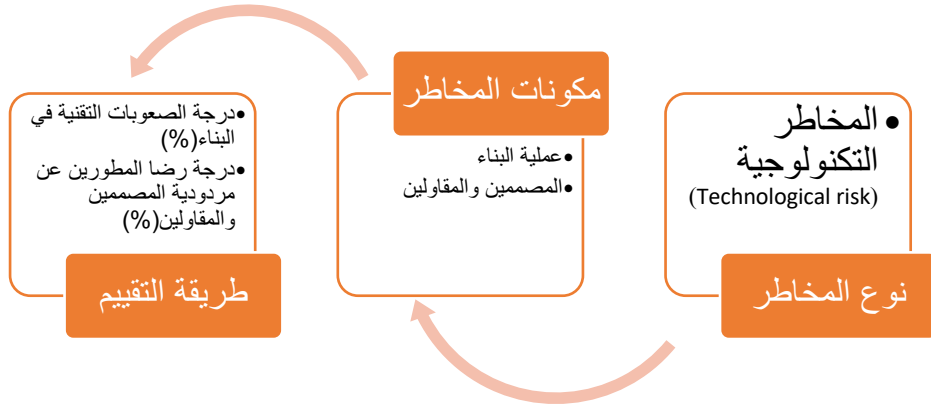 • المخاطر
التكنولوجية
(Technological risk)
نوع المخاطر
مكونات المخاطر
•عملية البناء
•المصممين والمقاولين
•درجة الصعوبات التقنية في
البناء(%)
•درجة رضا المطورين عن
مردودية المصممين
والمقاولين(%)
طريقة التقييم